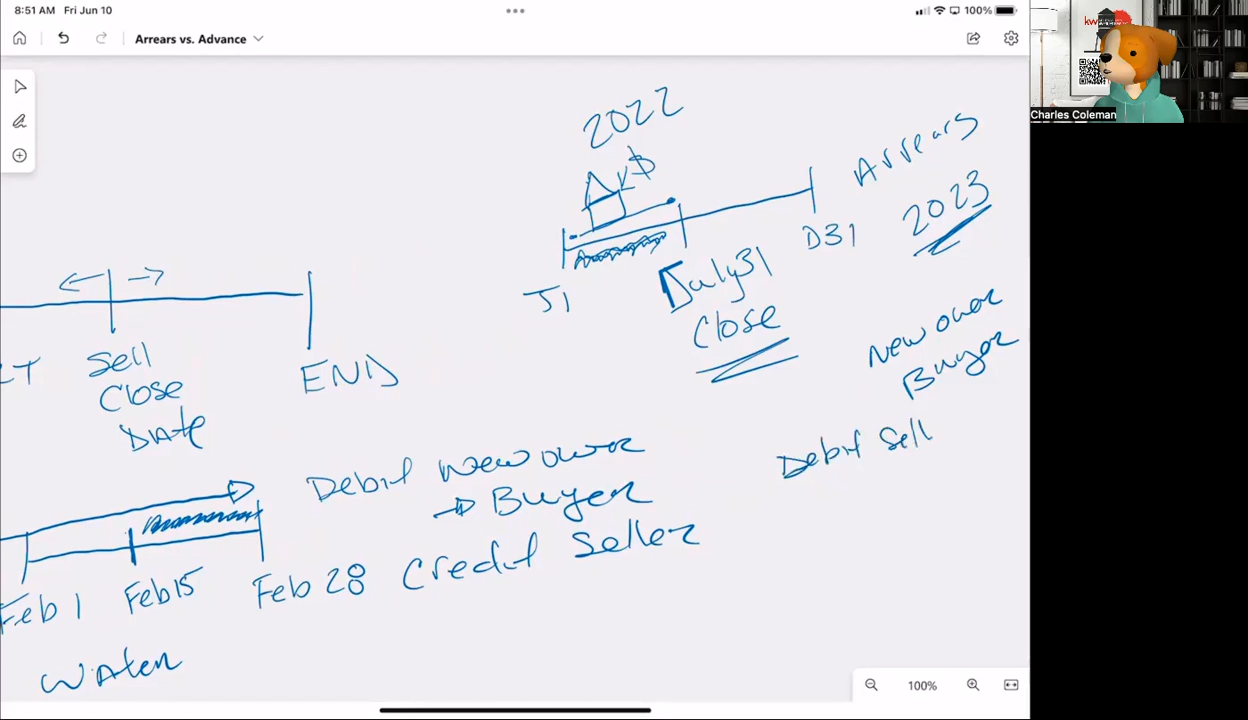 8:51 AM Fri Jun 10
100%
Arrears vs. Advance
kw
Charles Coleman
2022
$
Arrears
2023
J1
July 31
D31
Close
Sell
Close
Date
END
New owner
Buyer
Debit Sell
Debit New owner
→ Buyer
Credit Seller
Feb 1
Feb 15
Feb 28
Water
100%